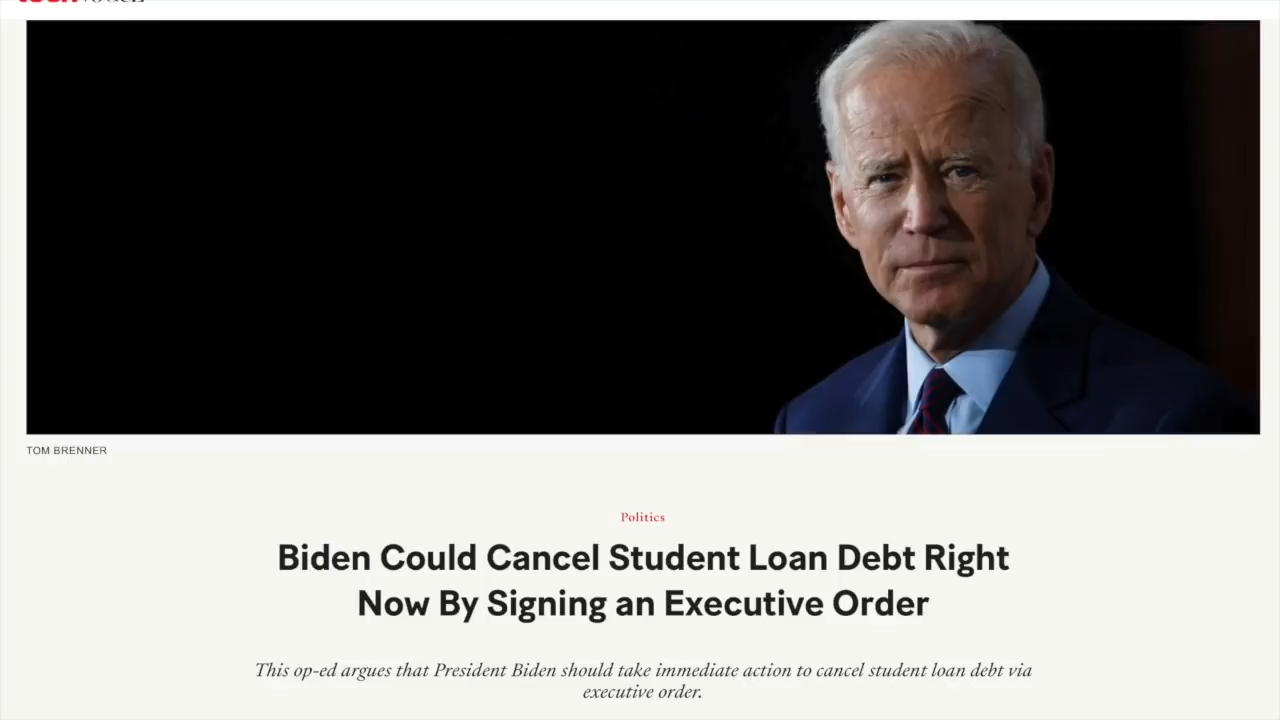 TOM BRENNER
Politics
Biden Could Cancel Student Loan Debt Right
Now By Signing an Executive Order
This op-ed argues that President Biden should take immediate action to cancel student loan debt via
executive order.